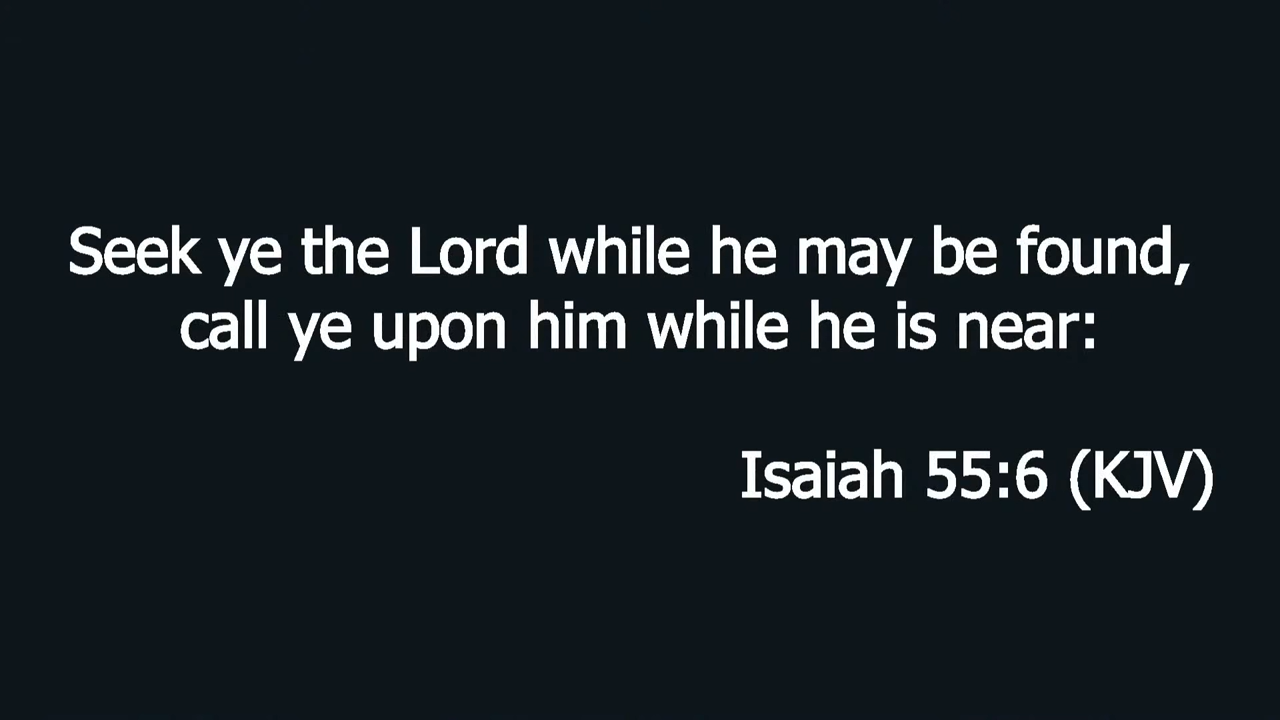 Seek ye the Lord while he may be found,
call ye upon him while he is near:
Isaiah 55:6 (KJV)